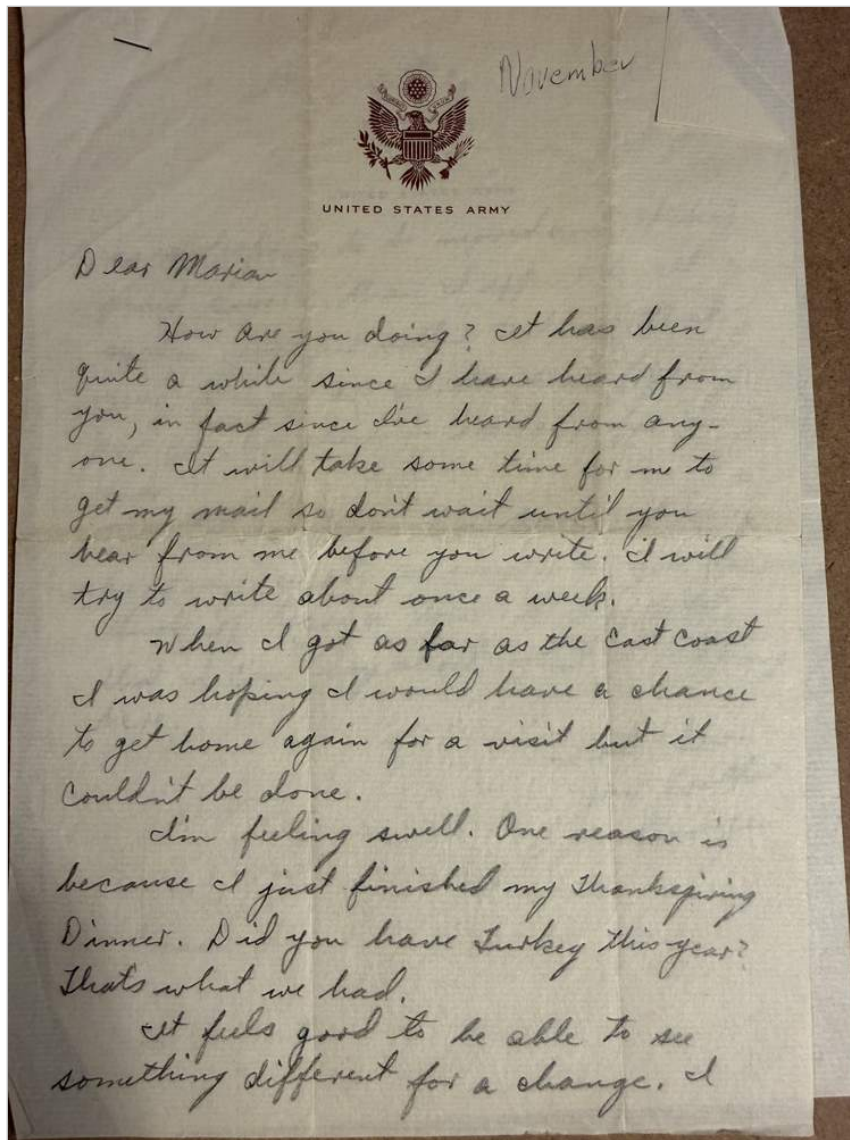 November
UNITED STATES ARMY
Dear Marian
How are you doing? It has been
quite a while since I have heard from
you, in fact since I've heard from any-
one. It will take some time for me to
get my mail so don't wait until you
hear from me before you write. I will
try to write about once a week.
When I got as far as the East Coast
I was hoping I would have a chance
to get home again for a visit but it
couldn't be done.
I'm feeling swell. One reason is
because I just finished my Thanksgiving
Dinner. Did you have Turkey this year?
Thats what we had.
It feels good to be able to see
something different for a change. I